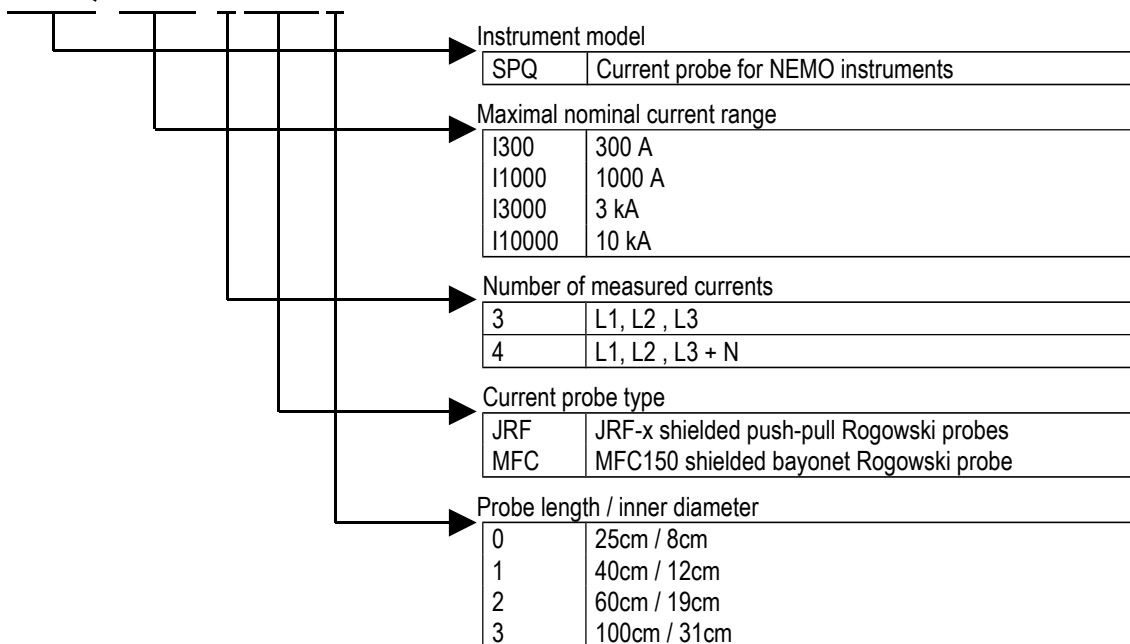 Instrument model
SPQ Current probe for NEMO instruments
Maximal nominal current range
I300 300 A
I1000 1000 A
I3000 3 kA
I10000 10 kA
Number of measured currents
3 L1, L2 , L3
4 L1, L2 , L3 + N
Current probe type
JRF JRF-x shielded push-pull Rogowski probes
MFC MFC150 shielded bayonet Rogowski probe
Probe length / inner diameter
0 25cm / 8cm
1 40cm / 12cm
2 60cm / 19cm
3 100cm / 31cm